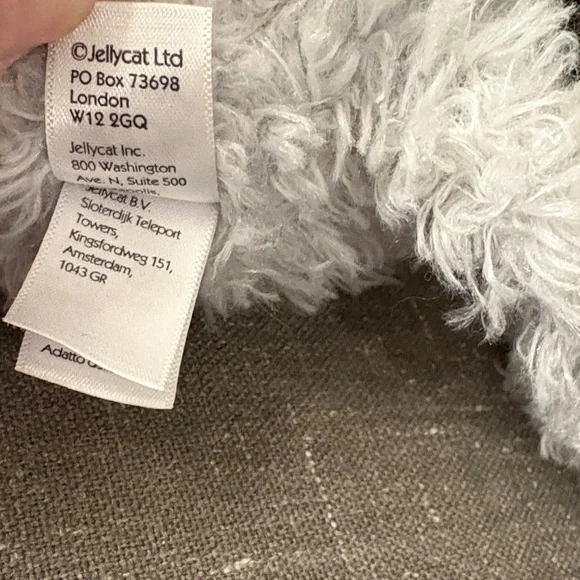 ©Jellycat Ltd
PO Box 73698
London
W12 2GQ
Jellycat Inc.
800 Washington
Ave. N, Suite 500
Jellycat B.V.
Sloterdijk Teleport
Towers,
Kingsfordweg 151,
Amsterdam,
1043 GR
Adatto